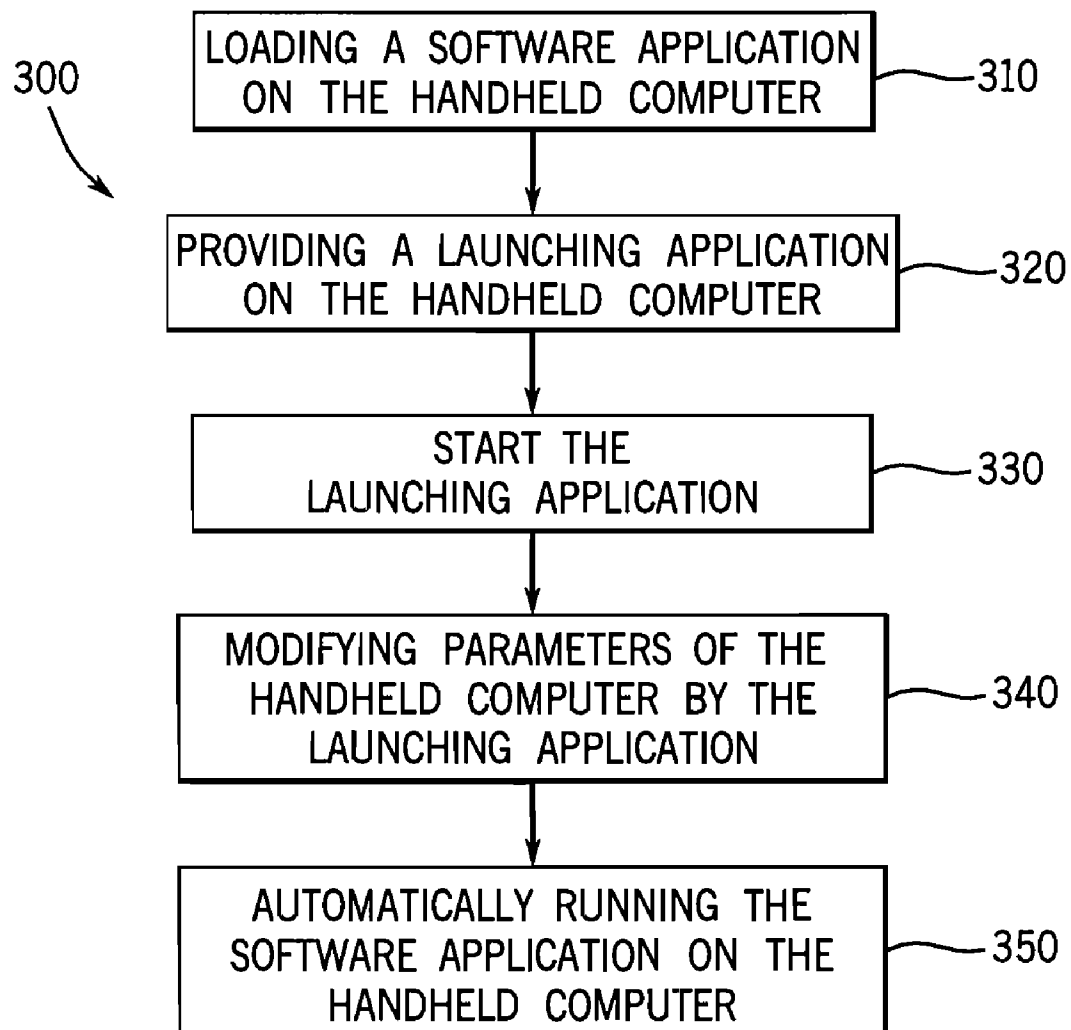 300
LOADING A SOFTWARE APPLICATION
ON THE HANDHELD COMPUTER
310
PROVIDING A LAUNCHING APPLICATION
ON THE HANDHELD COMPUTER
320
START THE
LAUNCHING APPLICATION
330
MODIFYING PARAMETERS OF THE
HANDHELD COMPUTER BY THE
LAUNCHING APPLICATION
340
AUTOMATICALLY RUNNING THE
SOFTWARE APPLICATION ON THE
HANDHELD COMPUTER
350